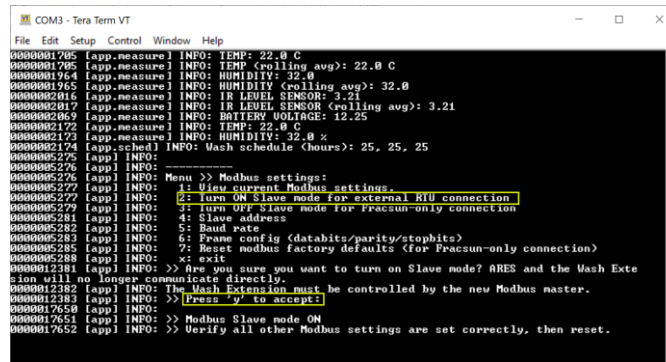 COM3 - Tera Term VT
File Edit Setup Control Window Help
0000001705 [app.measure] INFO: TEMP: 22.0 C
0000001705 [app.measure] INFO: TEMP (rolling avg): 22.0 C
0000001964 [app.measure] INFO: HUMIDITY: 32.0
0000001965 [app.measure] INFO: HUMIDITY (rolling avg): 32.0
0000002016 [app.measure] INFO: IR LEVEL SENSOR: 3.21
0000002017 [app.measure] INFO: IR LEVEL SENSOR (rolling avg): 3.21
0000002069 [app.measure] INFO: BATTERY VOLTAGE: 12.25
0000002172 [app.measure] INFO: TEMP: 22.0 C
0000002173 [app.measure] INFO: HUMIDITY: 32.0 %
0000002174 [app.sched] INFO: Wash schedule (hours): 25, 25, 25
0000005275 [app] INFO:
0000005276 [app] INFO: ----------
0000005276 [app] INFO: Menu >> Modbus settings:
0000005277 [app] INFO: 1: View current Modbus settings.
0000005277 [app] INFO: 2: Turn ON Slave mode for external RTU connection
0000005279 [app] INFO: 3: Turn OFF Slave mode for Fracsun-only connection
0000005281 [app] INFO: 4: Slave address
0000005282 [app] INFO: 5: Baud rate
0000005283 [app] INFO: 6: Frame config (databits/parity/stopbits)
0000005285 [app] INFO: 7: Reset modbus factory defaults (for Fracsun-only connection)
0000005288 [app] INFO: x: exit
0000012381 [app] INFO: >> Are you sure you want to turn on Slave mode? ARES and the Wash Exte
sion will no longer communicate directly.
0000012382 [app] INFO: The Wash Extension must be controlled by the new Modbus master.
0000012383 [app] INFO: >> Press 'y' to accept:
0000017650 [app] INFO:
0000017651 [app] INFO: >> Modbus Slave mode ON
0000017652 [app] INFO: >> Verify all other Modbus settings are set correctly, then reset.